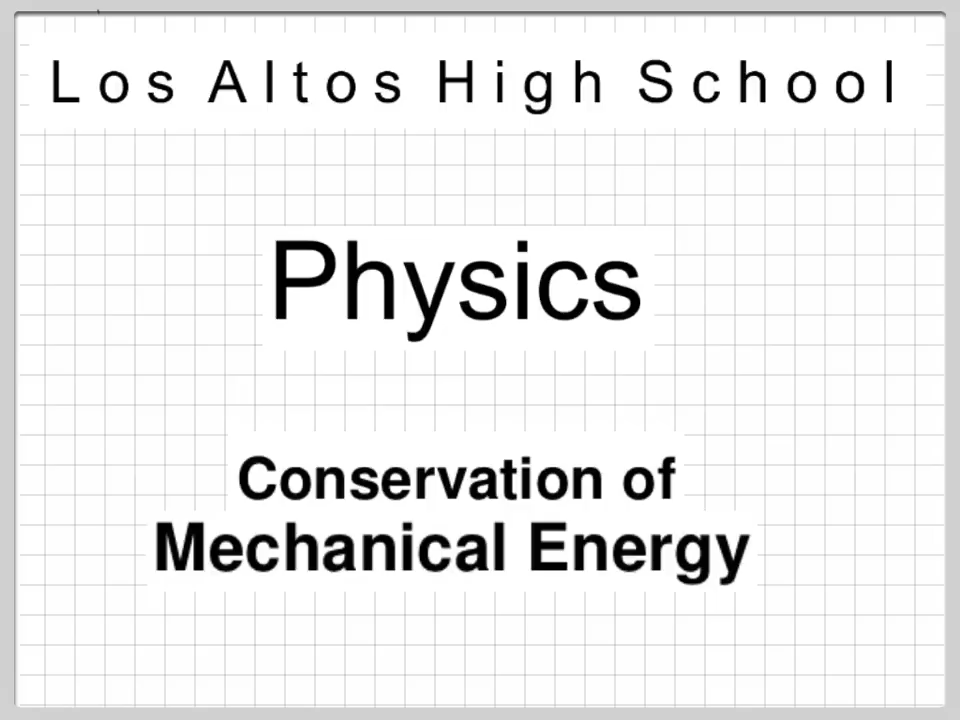 Los Altos High School
Physics
Conservation of
Mechanical Energy